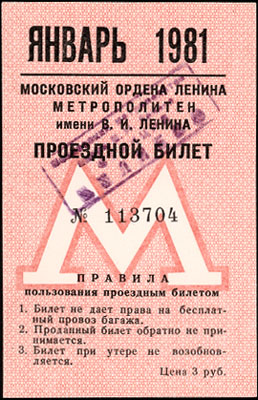 ЯНВАРЬ 1981
МОСКОВСКИЙ ОРДЕНА ЛЕНИНА
МЕТРОПОЛИТЕН
ИМЕНИ В. И. ЛЕНИНА
ПРОЕЗДНОЙ БИЛЕТ
М
№ 113704
ПРАВИЛА
пользования проездным билетом
1. Билет не дает права на бесплат-
ный провоз багажа.
2. Проданный билет обратно не при-
нимается.
3. Билет при утере не возобнов-
ляется.
Цена 3 руб.